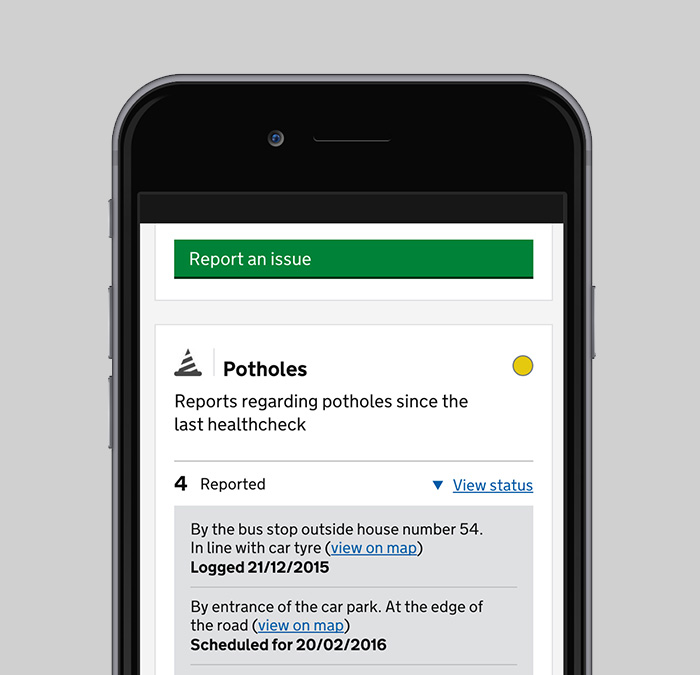 Report an issue
Potholes
Reports regarding potholes since the
last healthcheck
4 Reported
▼ View status
By the bus stop outside house number 54.
In line with car tyre (view on map)
Logged 21/12/2015
By entrance of the car park. At the edge of
the road (view on map)
Scheduled for 20/02/2016